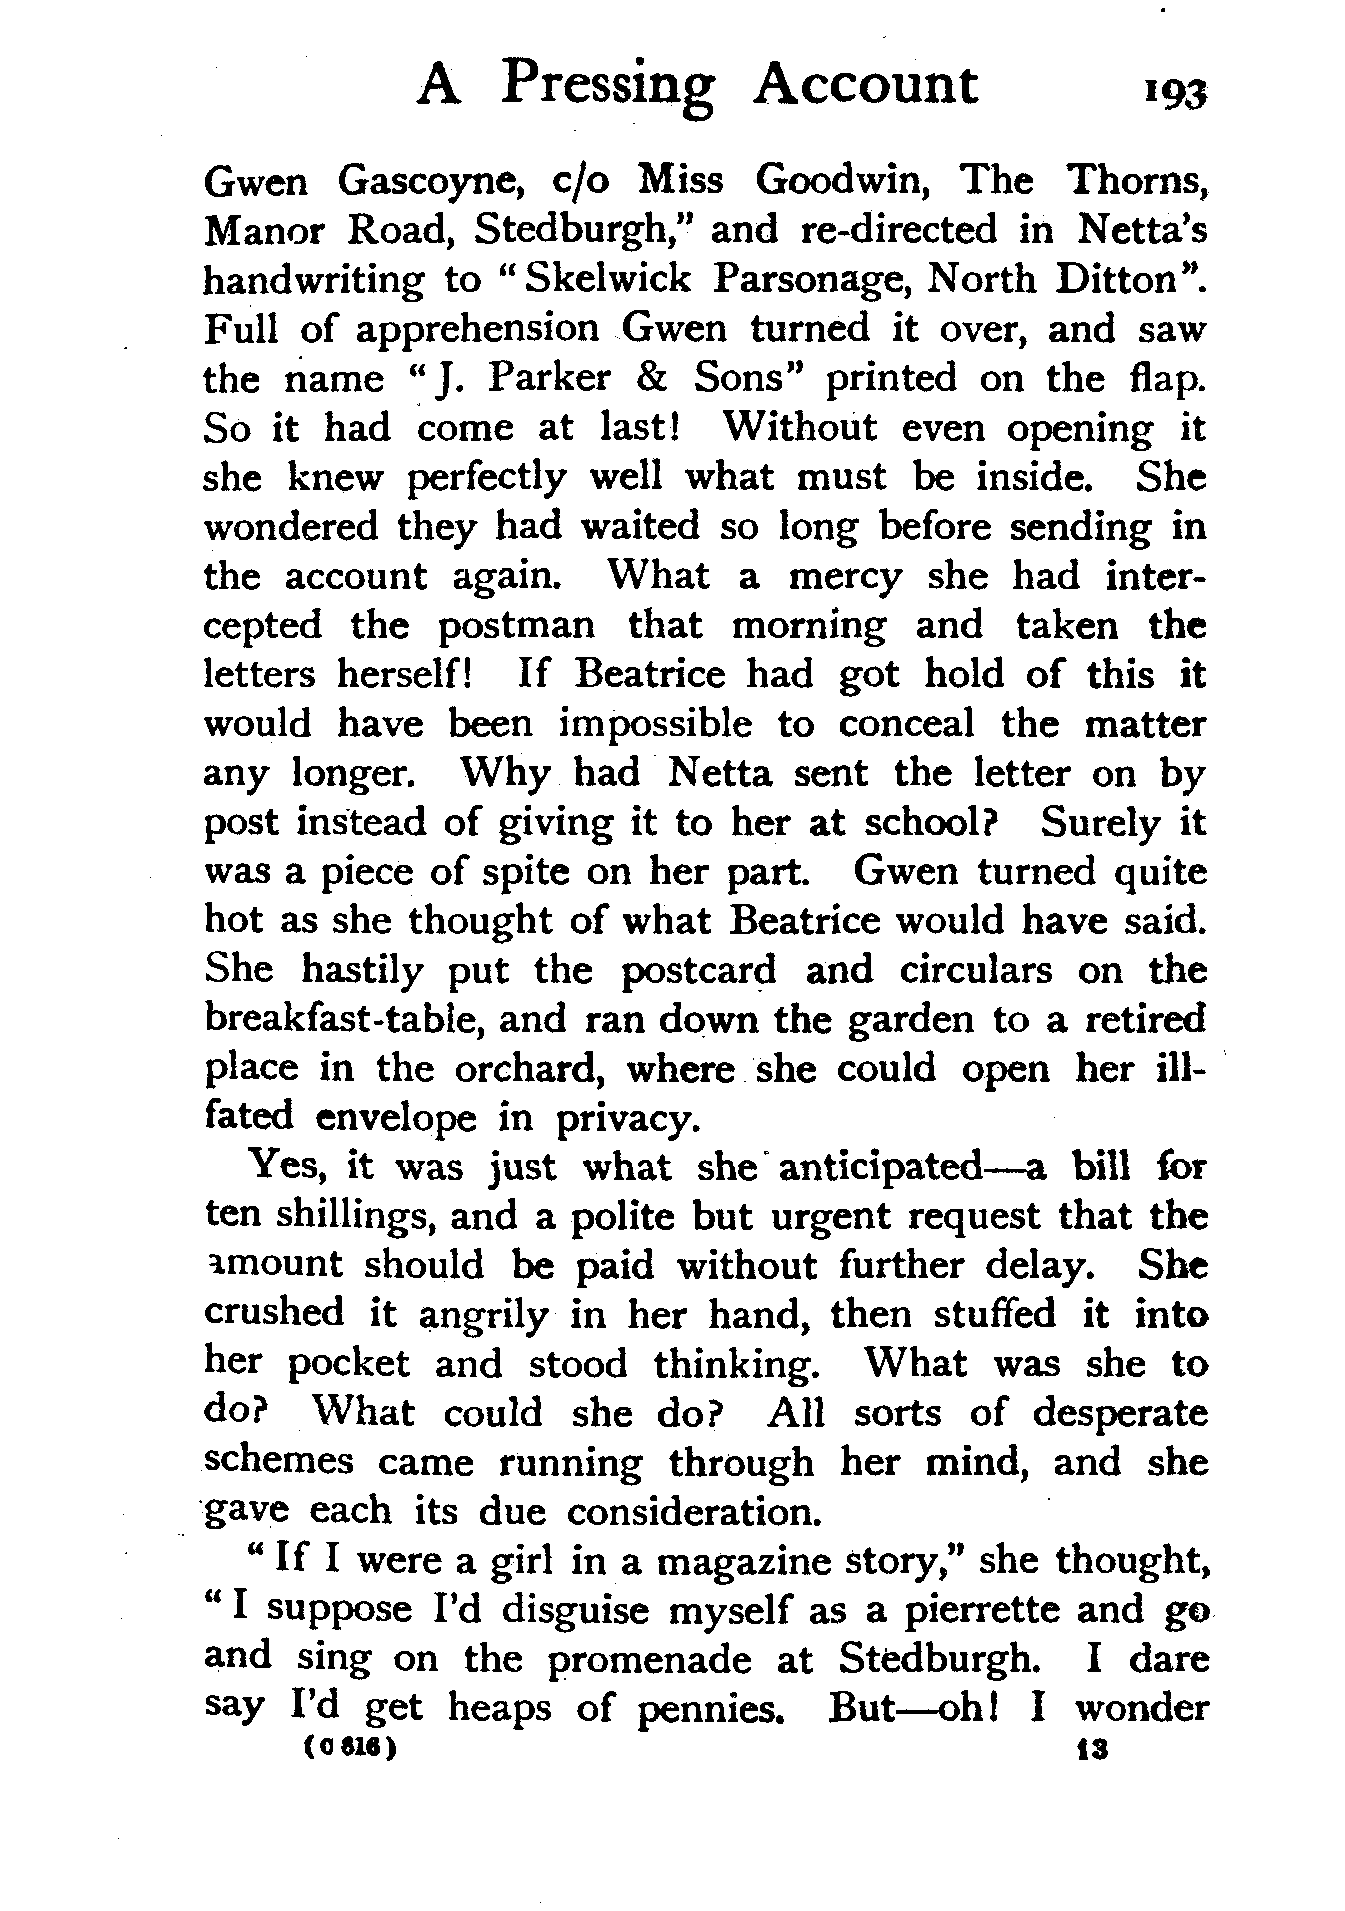 A Pressing Account 193
Gwen Gascoyne, c/o Miss Goodwin, The Thorns,
Manor Road, Stedburgh,” and re-directed in Netta’s
handwriting to “Skelwick Parsonage, North Ditton”.
Full of apprehension Gwen turned it over, and saw
the name “J. Parker & Sons” printed on the flap.
So it had come at last! Without even opening it
she knew perfectly well what must be inside. She
wondered they had waited so long before sending in
the account again. What a mercy she had inter-
cepted the postman that morning and taken the
letters herself! If Beatrice had got hold of this it
would have been impossible to conceal the matter
any longer. Why had Netta sent the letter on by
post instead of giving it to her at school? Surely it
was a piece of spite on her part. Gwen turned quite
hot as she thought of what Beatrice would have said.
She hastily put the postcard and circulars on the
breakfast-table, and ran down the garden to a retired
place in the orchard, where she could open her ill-
fated envelope in privacy.
Yes, it was just what she anticipated—a bill for
ten shillings, and a polite but urgent request that the
amount should be paid without further delay. She
crushed it angrily in her hand, then stuffed it into
her pocket and stood thinking. What was she to
do? What could she do? All sorts of desperate
schemes came running through her mind, and she
gave each its due consideration.
“If I were a girl in a magazine story,” she thought,
“I suppose I’d disguise myself as a pierrette and go
and sing on the promenade at Stedburgh. I dare
say I’d get heaps of pennies. But—oh! I wonder
(C 616) 13